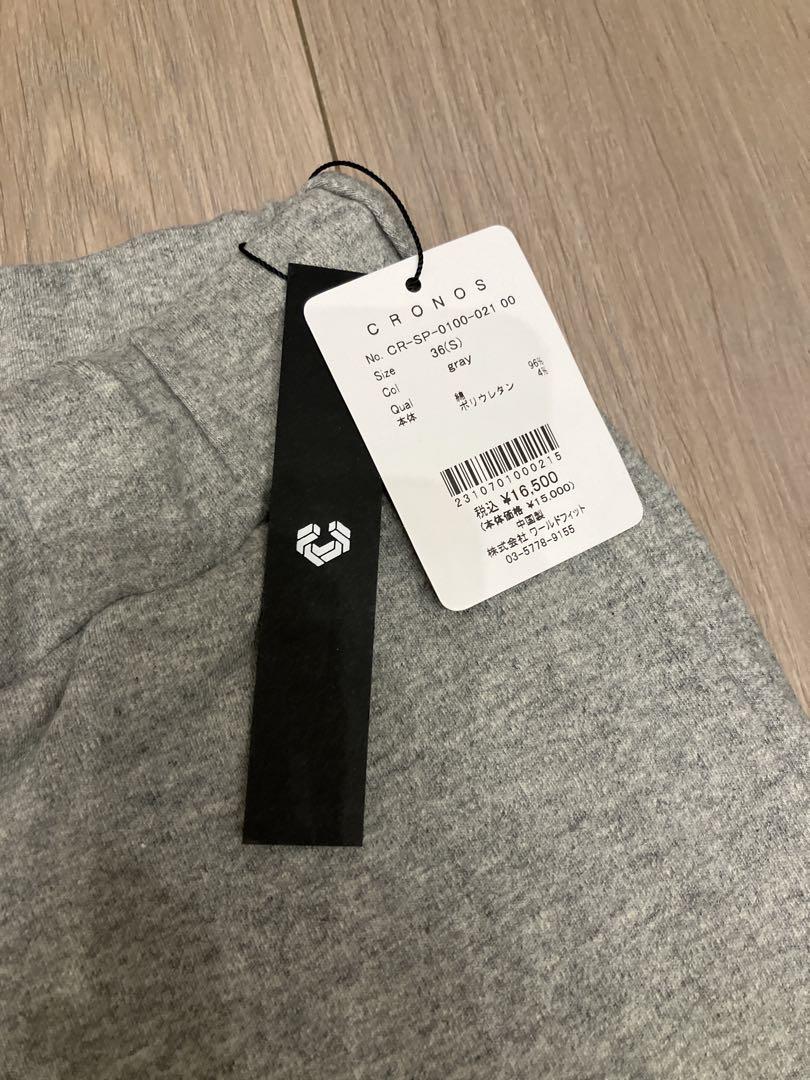 CRONOS
No. CR-SP-0100-021 00
Size 36(S)
Col gray
Qual
本体 綿 96%
ポリウレタン 4%
2310701000215
税込 ¥16,500
(本体価格 ¥15,000)
中国製
株式会社 ワールドフィット
03-5778-9155